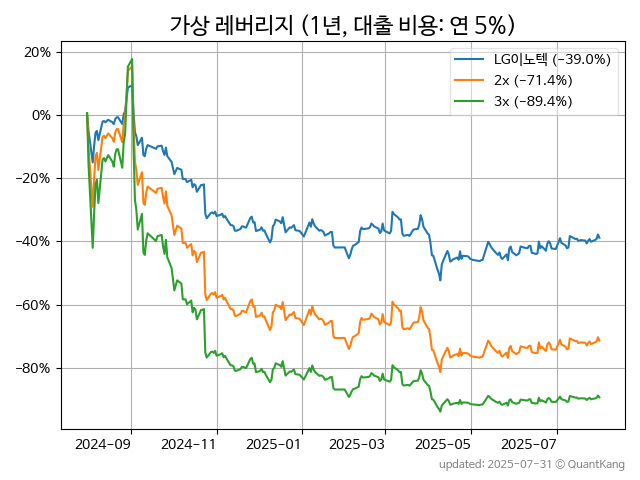 가상 레버리지 (1년, 대출 비용: 연 5%)
LG이노텍 (−39.0%)
2x (−71.4%)
3x (−89.4%)
20%
0%
−20%
−40%
−60%
−80%
2024-09
2024-11
2025-01
2025-03
2025-05
2025-07
updated: 2025-07-31 © QuantKang